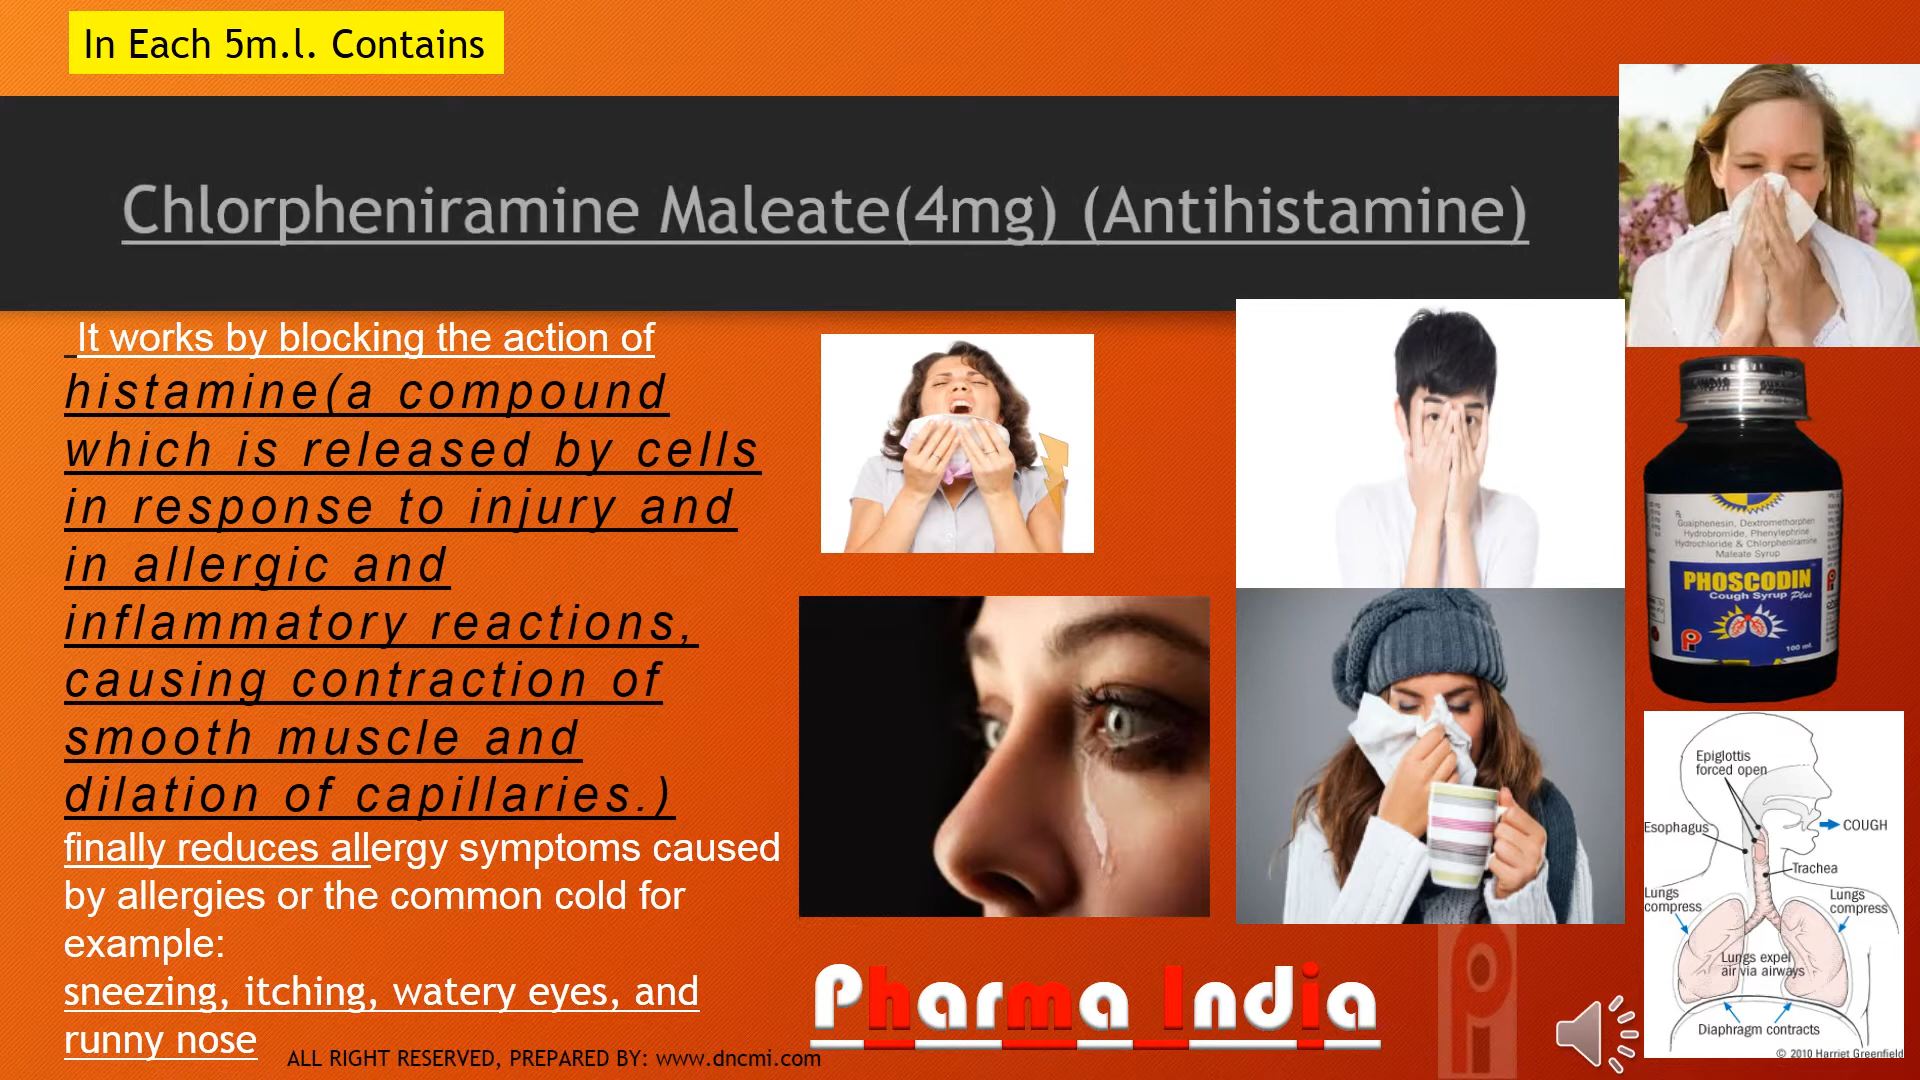 In Each 5m.l. Contains
Chlorpheniramine Maleate(4mg) (Antihistamine)
It works by blocking the action of
histamine(a compound
which is released by cells
in response to injury and
in allergic and
inflammatory reactions,
causing contraction of
smooth muscle and
dilation of capillaries.)
finally reduces allergy symptoms caused
by allergies or the common cold for
example:
sneezing, itching, watery eyes, and
runny nose
ALL RIGHT RESERVED, PREPARED BY: www.dncmi.com
Pharma India
Guaiphenesin, Dextromethorphen
Hydrobromide, Phenylephrine
Hydrochloride & Chlorpheniramine
Maleate Syrup
PHOSCODIN
Cough Syrup Plus
100 ml.
Epiglottis
forced open
Esophagus
COUGH
Trachea
Lungs
compress
Lungs
compress
Lungs expel
air via airways
Diaphragm contracts
© 2010 Harriet Greenfield